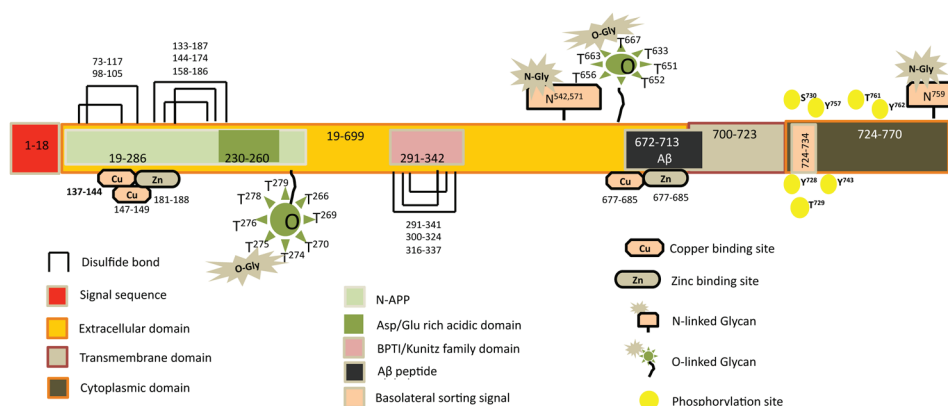 133-187
144-174
158-186
73-117
98-105
O-Gly
T667
T663
T633
T651
T652
T656
O
N-Gly
N542,571
N-Gly
N759
S730
Y757
T761
Y762
1-18
19-286
230-260
19-699
291-342
672-713
Aβ
700-723
724-734
724-770
Cu
Zn
Cu
137-144
147-149
181-188
Cu
Zn
677-685
677-685
Y728
Y743
T729
T279
T278
T266
T276
T269
T275
T274
T270
O
O-Gly
291-341
300-324
316-337
Disulfide bond
Signal sequence
Extracellular domain
Transmembrane domain
Cytoplasmic domain
N-APP
Asp/Glu rich acidic domain
BPTI/Kunitz family domain
Aβ peptide
Basolateral sorting signal
Cu
Copper binding site
Zn
Zinc binding site
N-linked Glycan
O-linked Glycan
Phosphorylation site